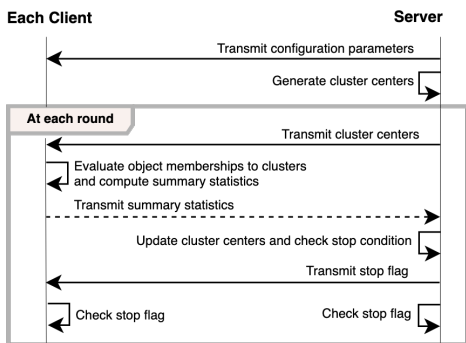 Each Client
Server
Transmit configuration parameters
Generate cluster centers
At each round
Transmit cluster centers
Evaluate object memberships to clusters
and compute summary statistics
Transmit summary statistics
Update cluster centers and check stop condition
Transmit stop flag
Check stop flag
Check stop flag